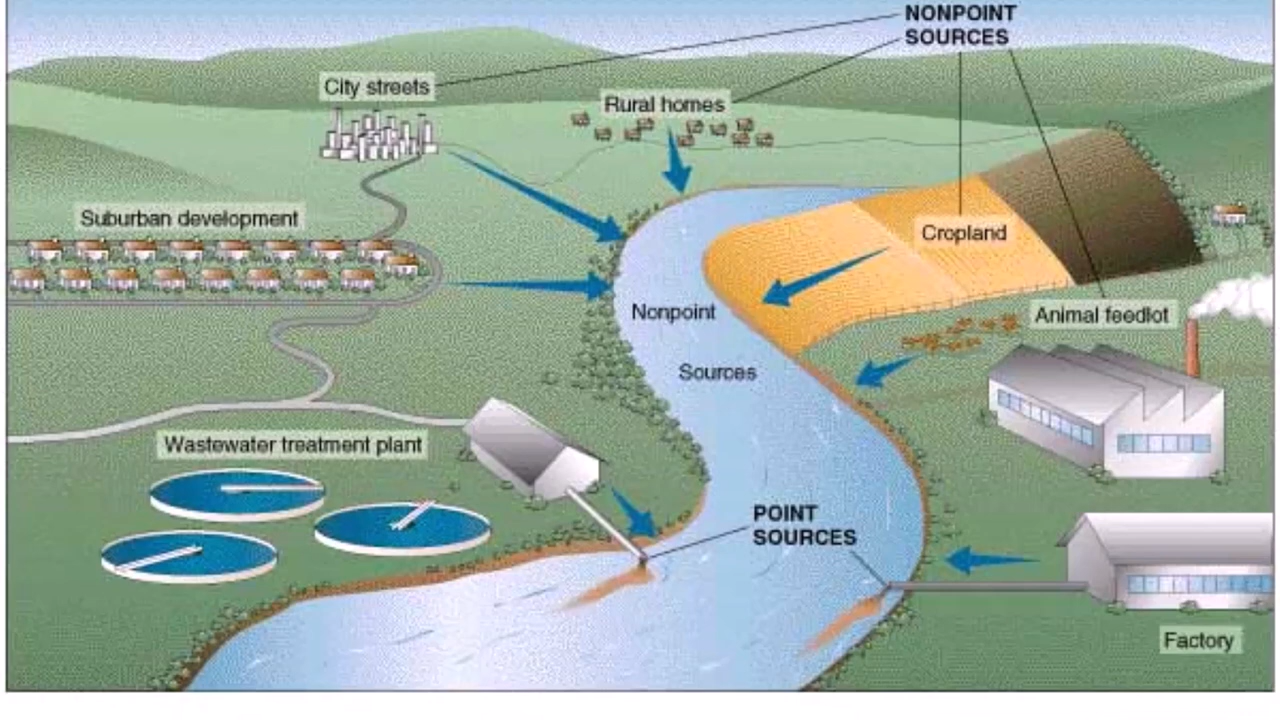 NONPOINT
SOURCES
City streets
Rural homes
Suburban development
Cropland
Nonpoint
Animal feedlot
Sources
Wastewater treatment plant
POINT
SOURCES
Factory